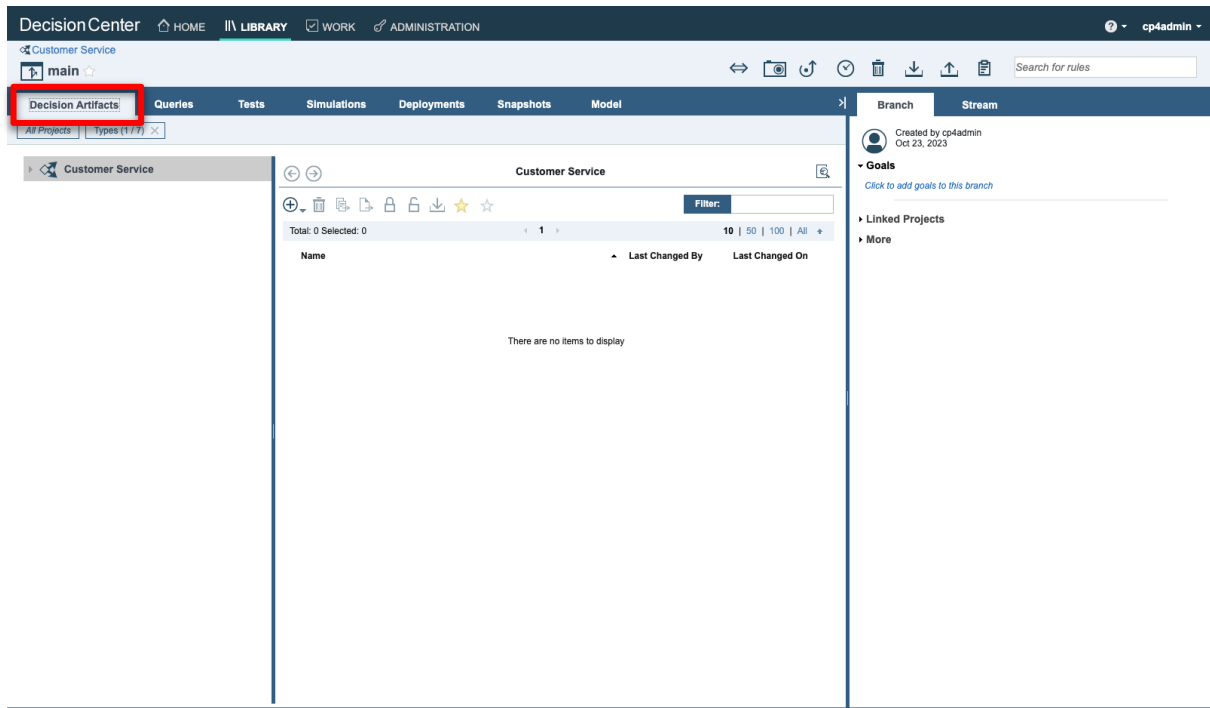 Decision Center HOME LIBRARY WORK ADMINISTRATION cp4admin
Customer Service
main
Search for rules
Decision Artifacts Queries Tests Simulations Deployments Snapshots Model Branch Stream
All Projects Types (1 / 7)
Created by cp4admin
Oct 23, 2023
Customer Service
Customer Service
Goals
Click to add goals to this branch
Filter:
Linked Projects
Total: 0 Selected: 0 1 10 | 50 | 100 | All
More
Name Last Changed By Last Changed On
There are no items to display